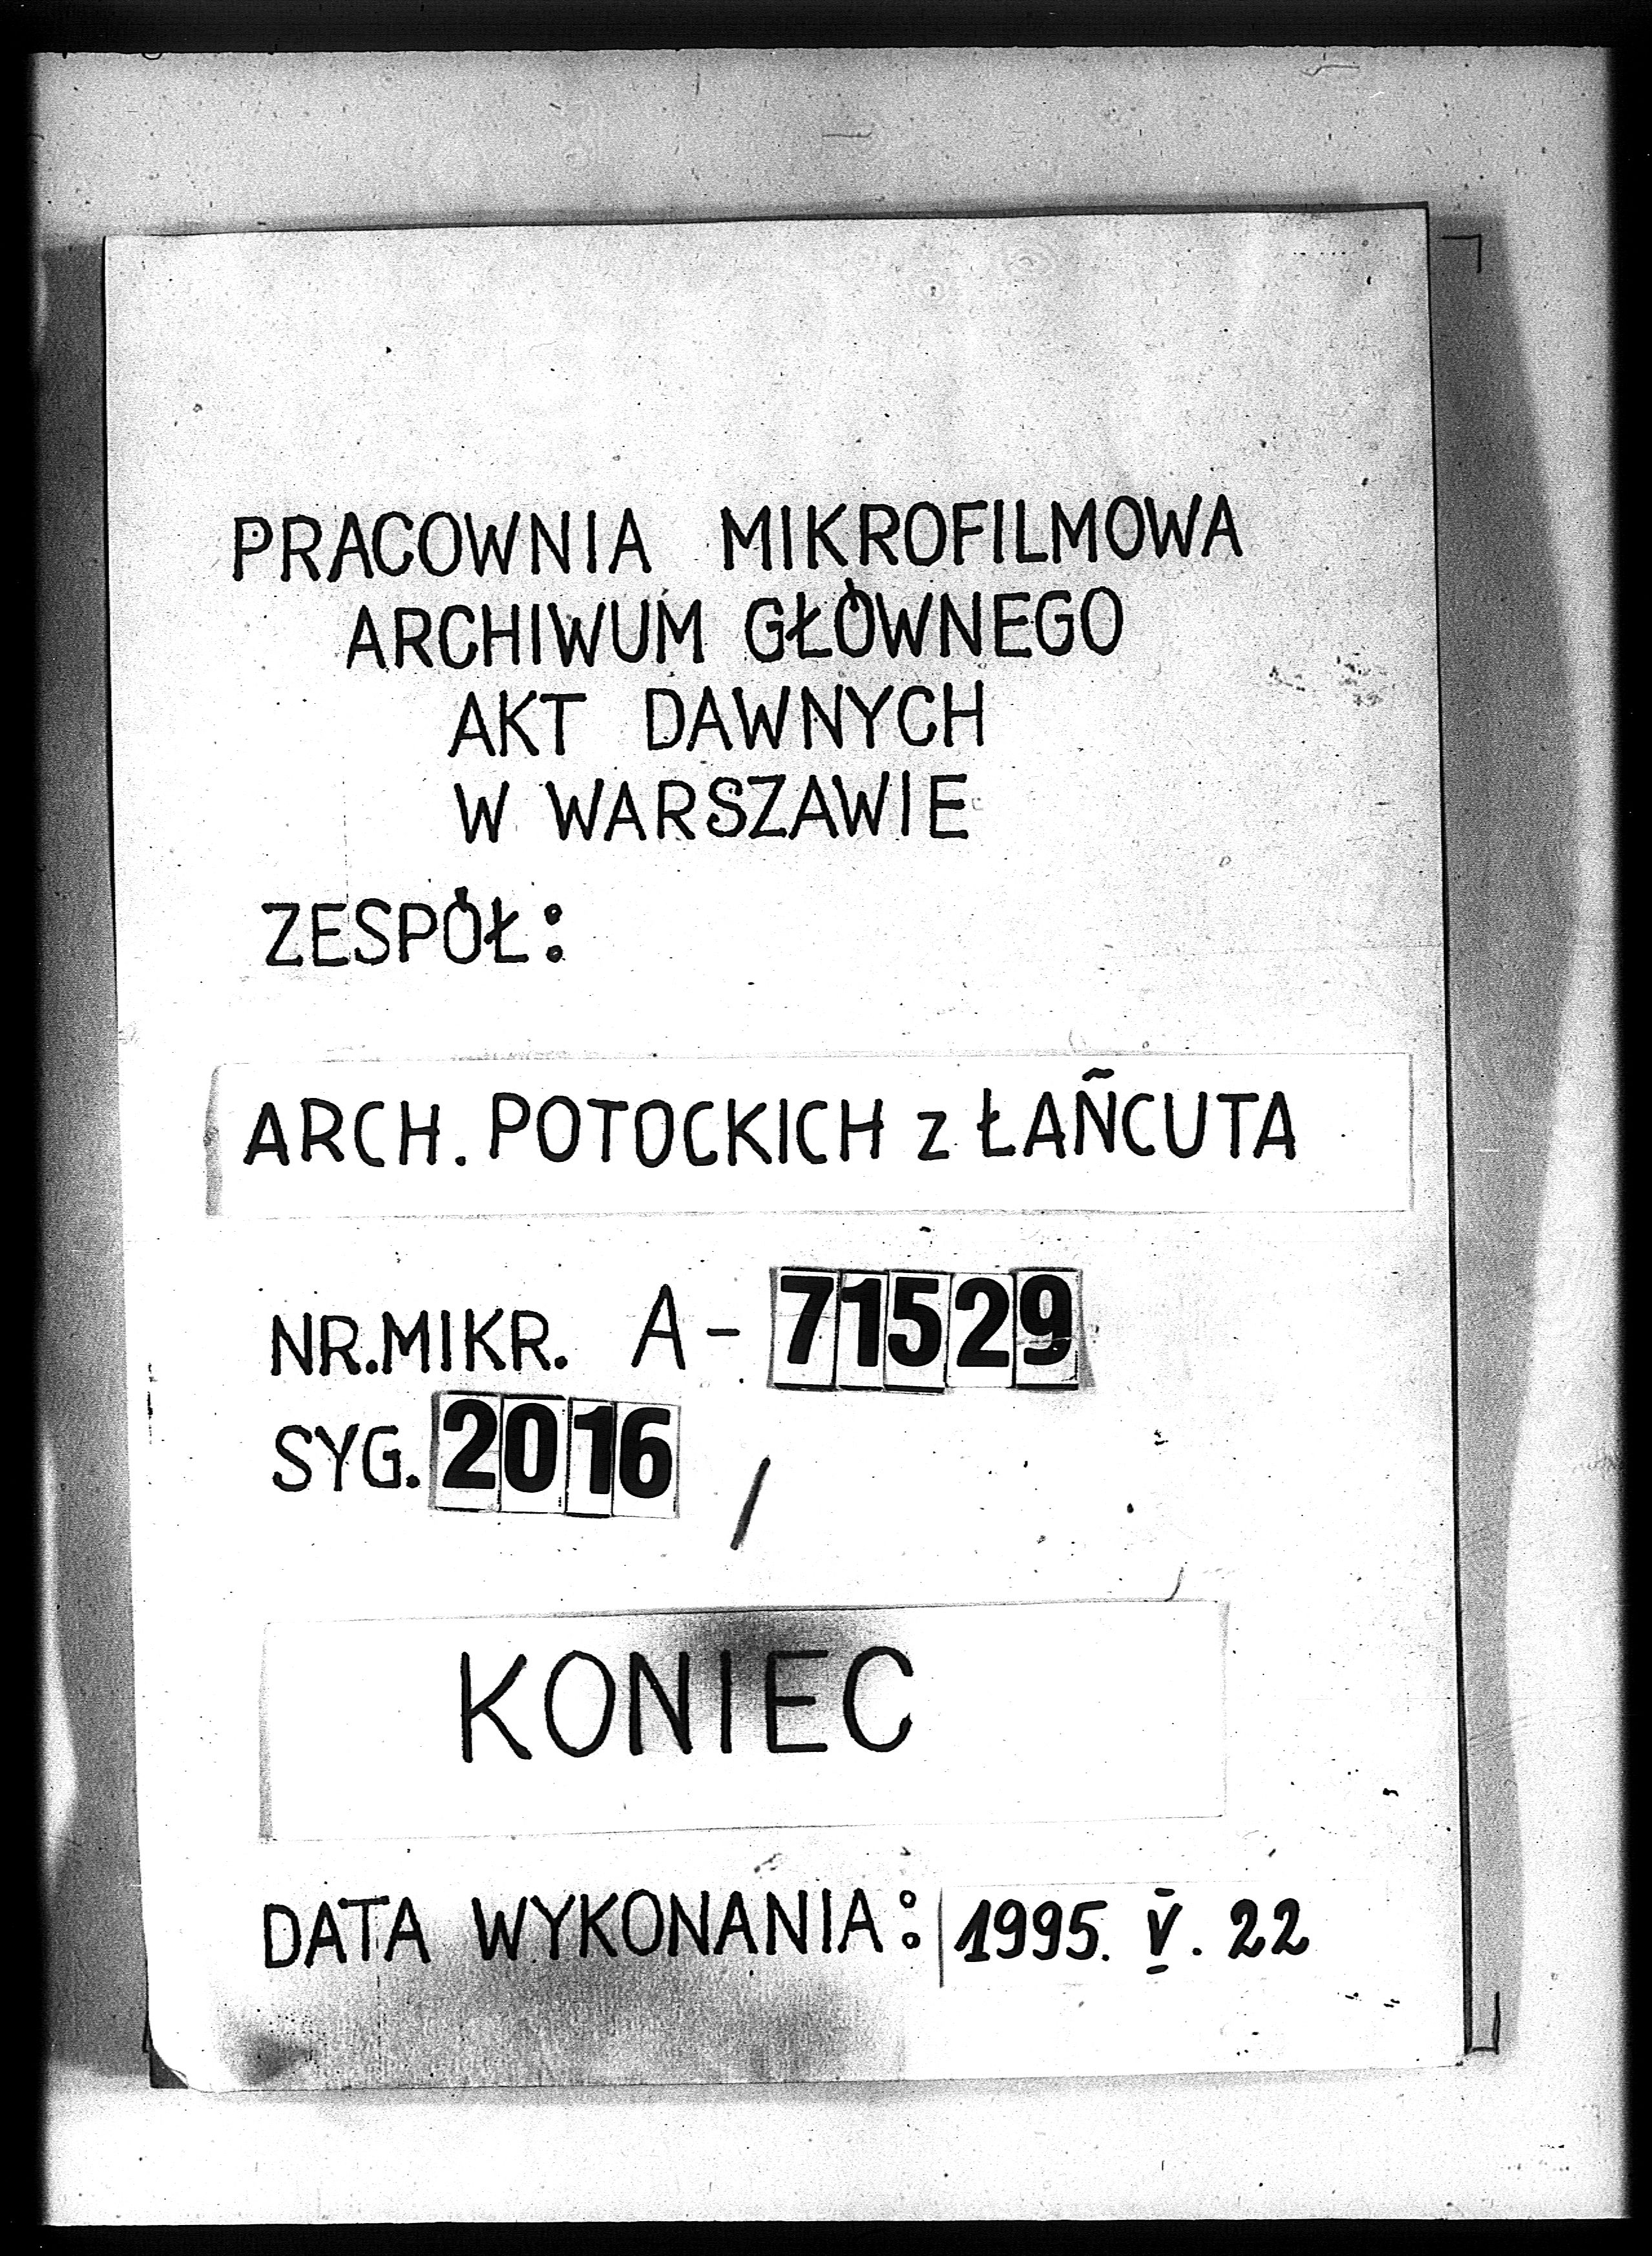 PRACOWNIA MIKROFILMOWA
ARCHIWUM GŁÓWNEGO
AKT DAWNYCH
W WARSZAWIE
ZESPÓŁ:
ARCH. POTOCKICH z ŁAÑCUTA
NR.MIKR. A-71529
SYG. 2016 /
KONIEC
DATA WYKONANIA: 1995. V. 22